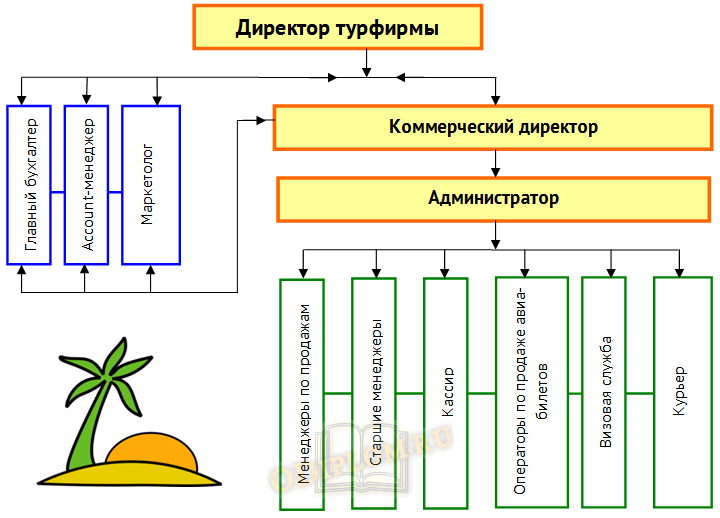 Директор турфирмы
Главный бухгалтер
Account-менеджер
Маркетолог
Коммерческий директор
Администратор
Менеджеры по продажам
Старшие менеджеры
Кассир
Операторы по продаже авиа-
билетов
Визовая служба
Курьер